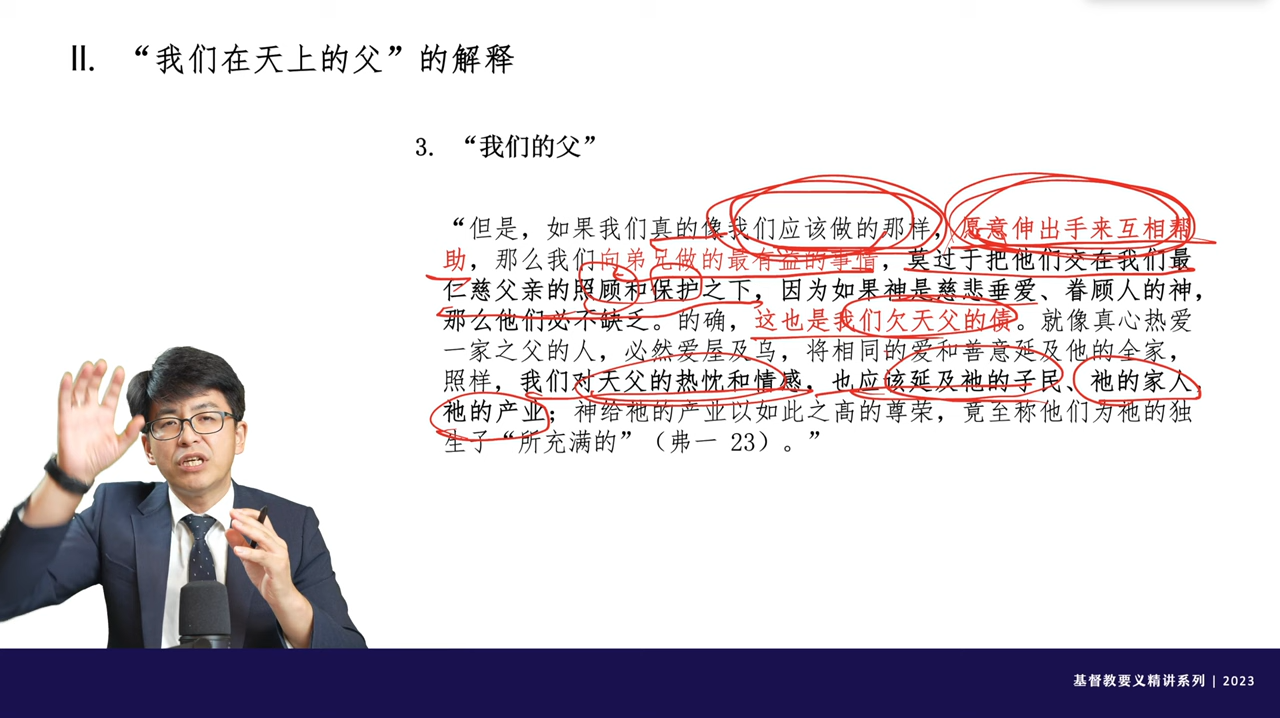 II. “我们在天上的父”的解释
3. “我们的父”
“但是，如果我们真的像我们应该做的那样，愿意伸出手来互相帮
助，那么我们向弟兄做的最有益的事情，莫过于把他们交在我们最
仁慈父亲的照顾和保护之下，因为如果神是慈悲垂爱、眷顾人的神，
那么他们必不缺乏。的确，这也是我们欠天父的债。就像真心热爱
一家之父的人，必然爱屋及乌，将相同的爱和善意延及他的全家，
照样，我们对天父的热忱和情感，也应该延及祂的子民、祂的家人、
祂的产业；神给祂的产业以如此之高的尊荣，竟至称他们为祂的独
生子“所充满的”（弗一 23）。”
基督教要义精讲系列 | 2023